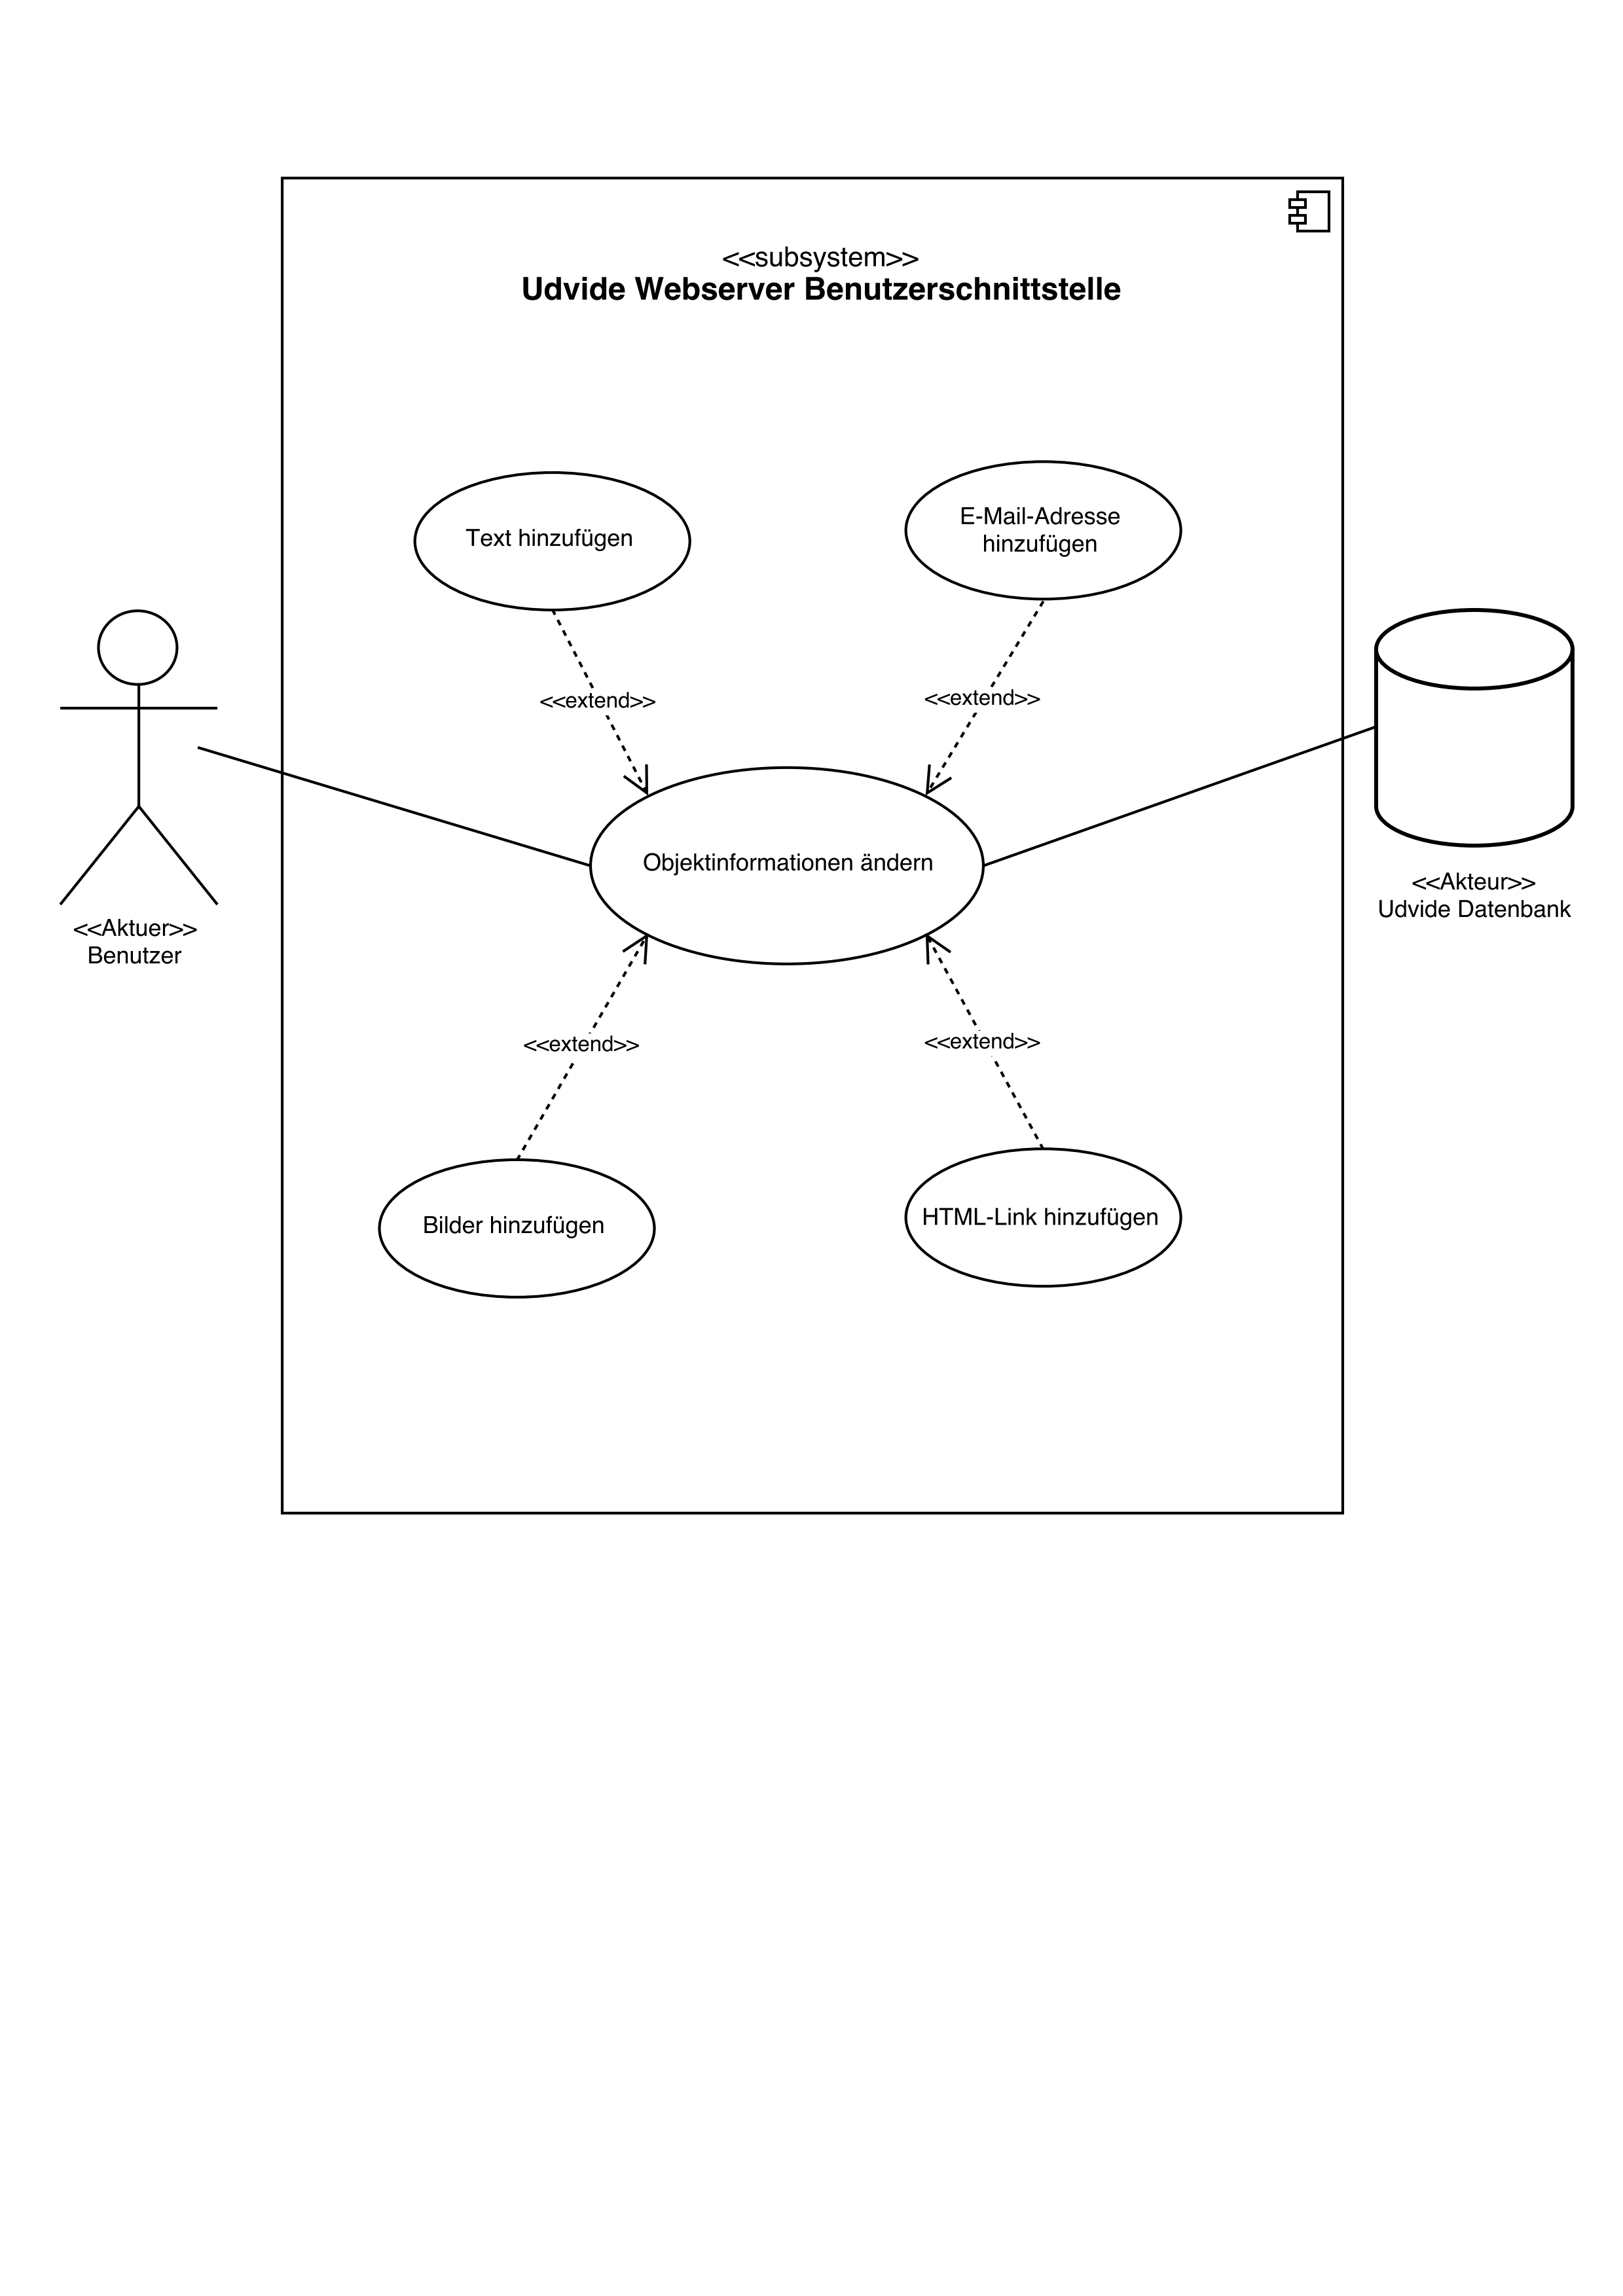 <<subsystem>>
Udvide Webserver Benutzerschnittstelle
Text hinzufügen
E-Mail-Adresse
hinzufügen
<<extend>>
<<extend>>
Objektinformationen ändern
<<Aktuer>>
Benutzer
<<Akteur>>
Udvide Datenbank
<<extend>>
<<extend>>
Bilder hinzufügen
HTML-Link hinzufügen